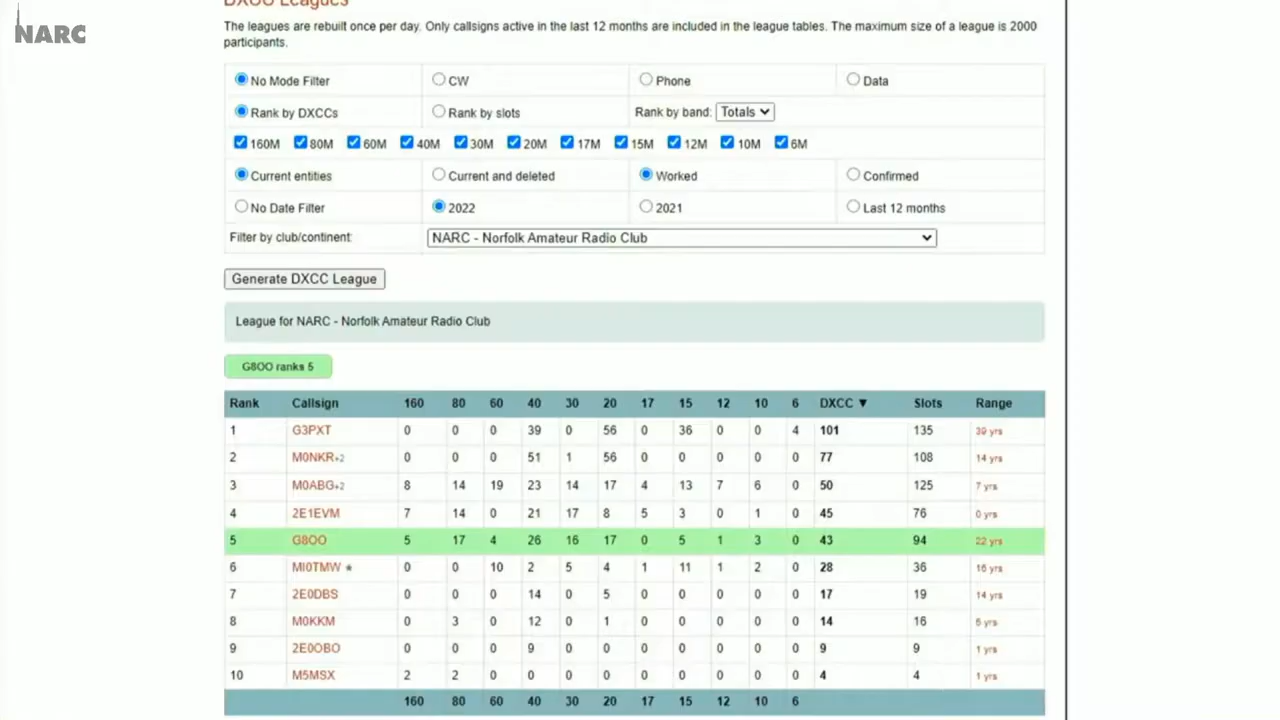 NARC
DXCC Leagues
The leagues are rebuilt once per day. Only callsigns active in the last 12 months are included in the league tables. The maximum size of a league is 2000
participants.
No Mode Filter CW Phone Data
Rank by DXCCs Rank by slots Rank by band: Totals
160M 80M 60M 40M 30M 20M 17M 15M 12M 10M 6M
Current entities Current and deleted Worked Confirmed
No Date Filter 2022 2021 Last 12 months
Filter by club/continent: NARC - Norfolk Amateur Radio Club
Generate DXCC League
League for NARC - Norfolk Amateur Radio Club
G8OO ranks 5
Rank Callsign 160 80 60 40 30 20 17 15 12 10 6 DXCC ▼ Slots Range
1 G3PXT 0 0 0 39 0 56 0 36 0 0 4 101 135 39 yrs
2 M0NKR+2 0 0 0 51 1 56 0 0 0 0 0 77 108 14 yrs
3 M0ABG+2 8 14 19 23 14 17 4 13 7 6 0 50 125 7 yrs
4 2E1EVM 7 14 0 21 17 8 5 3 0 1 0 45 76 0 yrs
5 G8OO 5 17 4 26 16 17 0 5 1 3 0 43 94 22 yrs
6 MI0TMW * 0 0 10 2 5 4 1 11 1 2 0 28 36 16 yrs
7 2E0DBS 0 0 0 14 0 5 0 0 0 0 0 17 19 14 yrs
8 M0KKM 0 3 0 12 0 1 0 0 0 0 0 14 16 6 yrs
9 2E0OBO 0 0 0 9 0 0 0 0 0 0 0 9 9 1 yrs
10 M5MSX 2 2 0 0 0 0 0 0 0 0 0 4 4 1 yrs
160 80 60 40 30 20 17 15 12 10 6